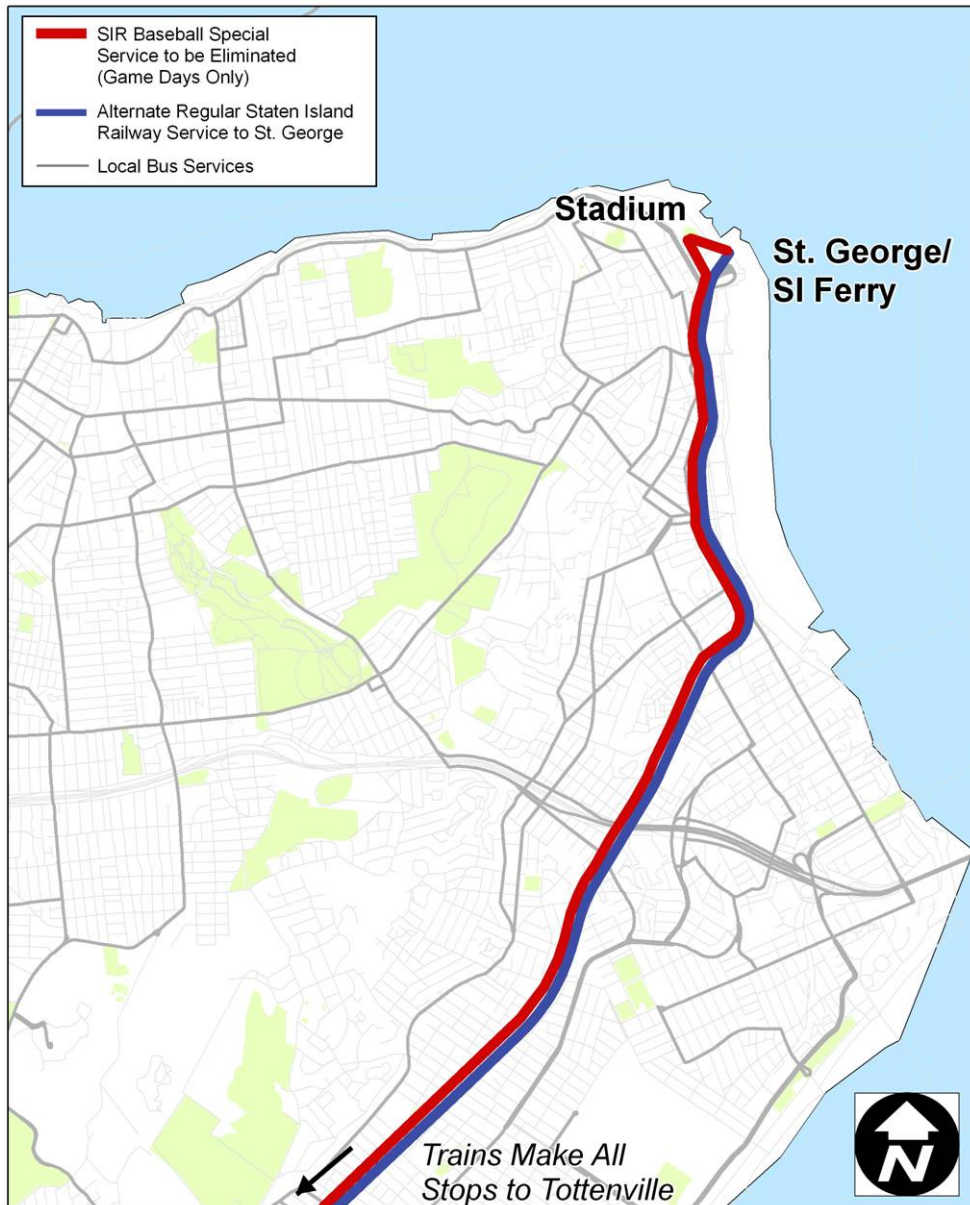 SIR Baseball Special
Service to be Eliminated
(Game Days Only)
Alternate Regular Staten Island
Railway Service to St. George
Local Bus Services
Stadium
St. George/
SI Ferry
Trains Make All
Stops to Tottenville
N